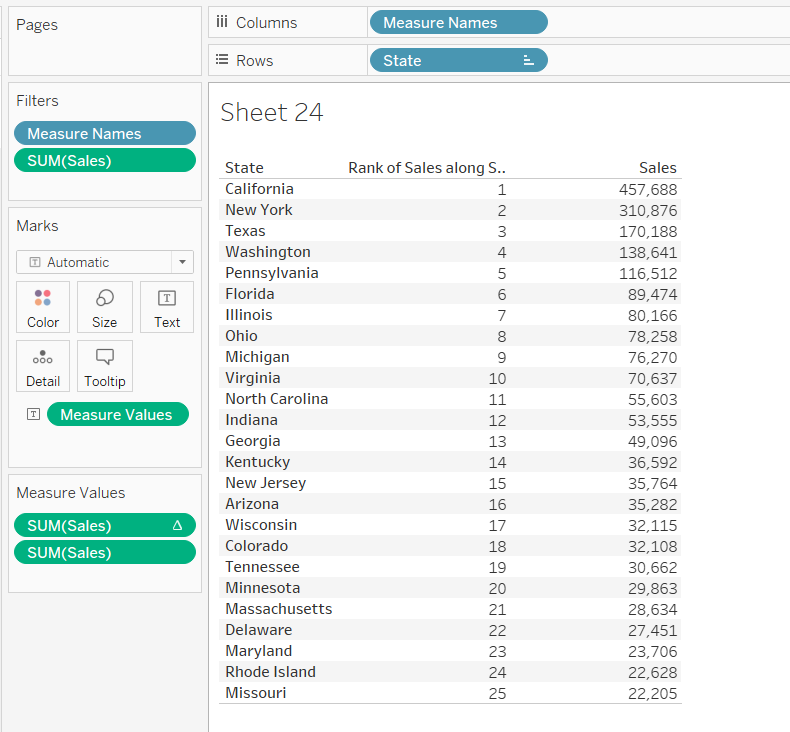 Pages
Columns
Measure Names
Rows
State
Filters
Measure Names
SUM(Sales)
Marks
Automatic
Color Size Text
Detail Tooltip
Measure Values
Measure Values
SUM(Sales)
SUM(Sales)
Sheet 24
State Rank of Sales along S.. Sales
California 1 457,688
New York 2 310,876
Texas 3 170,188
Washington 4 138,641
Pennsylvania 5 116,512
Florida 6 89,474
Illinois 7 80,166
Ohio 8 78,258
Michigan 9 76,270
Virginia 10 70,637
North Carolina 11 55,603
Indiana 12 53,555
Georgia 13 49,096
Kentucky 14 36,592
New Jersey 15 35,764
Arizona 16 35,282
Wisconsin 17 32,115
Colorado 18 32,108
Tennessee 19 30,662
Minnesota 20 29,863
Massachusetts 21 28,634
Delaware 22 27,451
Maryland 23 23,706
Rhode Island 24 22,628
Missouri 25 22,205